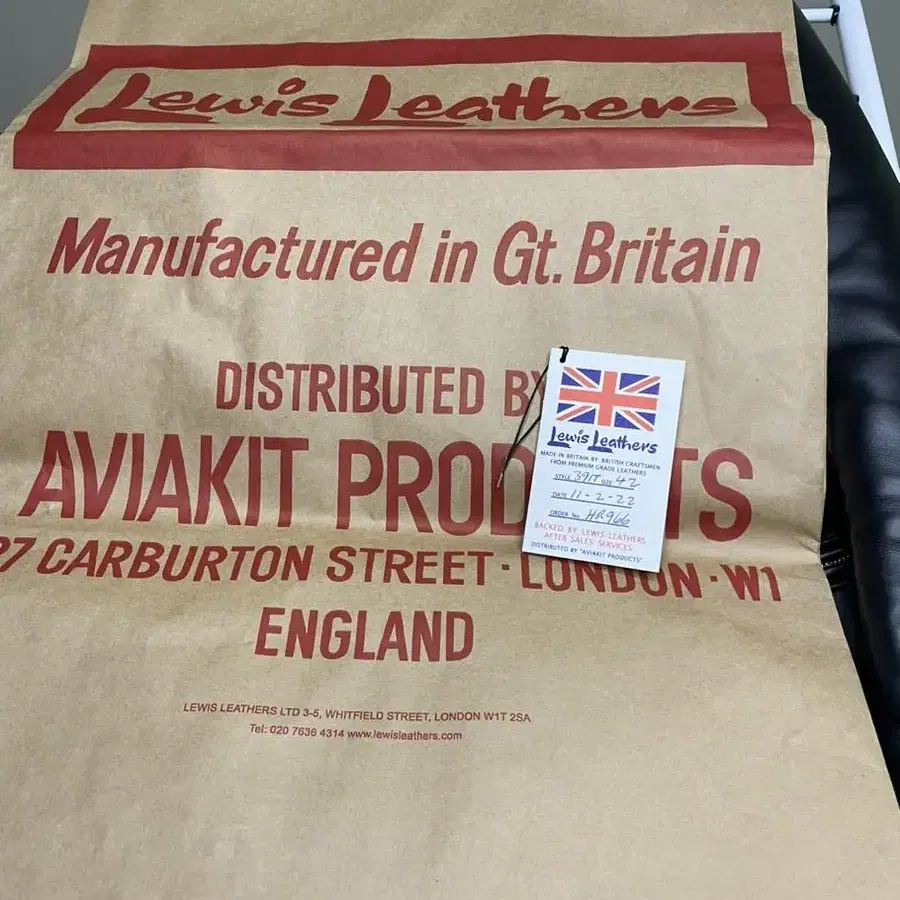 Lewis Leathers
Manufactured in Gt. Britain
DISTRIBUTED BY
AVIAKIT PROD TS
27 CARBURTON STREET · LONDON · W1
ENGLAND
LEWIS LEATHERS LTD 3-5, WHITFIELD STREET, LONDON W1T 2SA
Tel: 020 7636 4314 www.lewisleathers.com
Lewis Leathers
MADE IN BRITAIN BY BRITISH CRAFTSMEN
FROM PREMIUM GRADE LEATHERS
STYLE 391T SIZE 42
DATE 11-2-22
ORDER No. HR966
BACKED BY LEWIS LEATHERS
AFTER SALES SERVICES
DISTRIBUTED BY "AVIAKIT PRODUCTS"